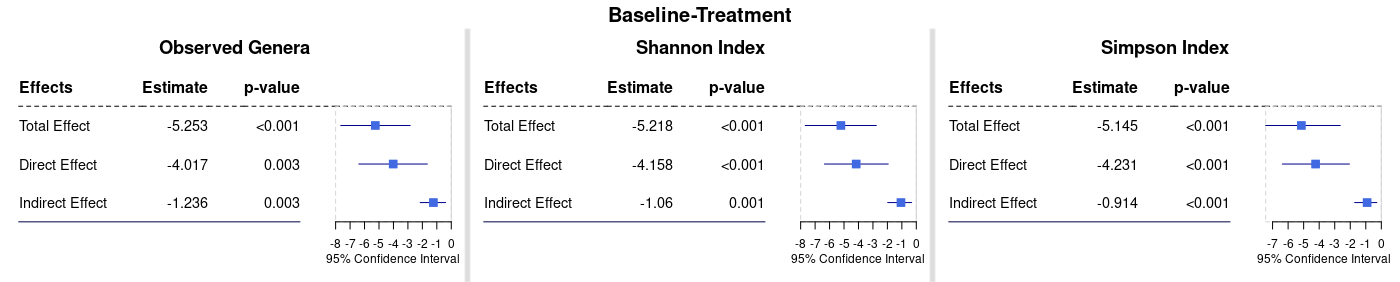 Baseline-Treatment
Observed Genera
Effects Estimate p-value
Total Effect -5.253 <0.001
Direct Effect -4.017 0.003
Indirect Effect -1.236 0.003
-8 -7 -6 -5 -4 -3 -2 -1 0
95% Confidence Interval
Shannon Index
Effects Estimate p-value
Total Effect -5.218 <0.001
Direct Effect -4.158 <0.001
Indirect Effect -1.06 0.001
-8 -7 -6 -5 -4 -3 -2 -1 0
95% Confidence Interval
Simpson Index
Effects Estimate p-value
Total Effect -5.145 <0.001
Direct Effect -4.231 <0.001
Indirect Effect -0.914 <0.001
-7 -6 -5 -4 -3 -2 -1 0
95% Confidence Interval